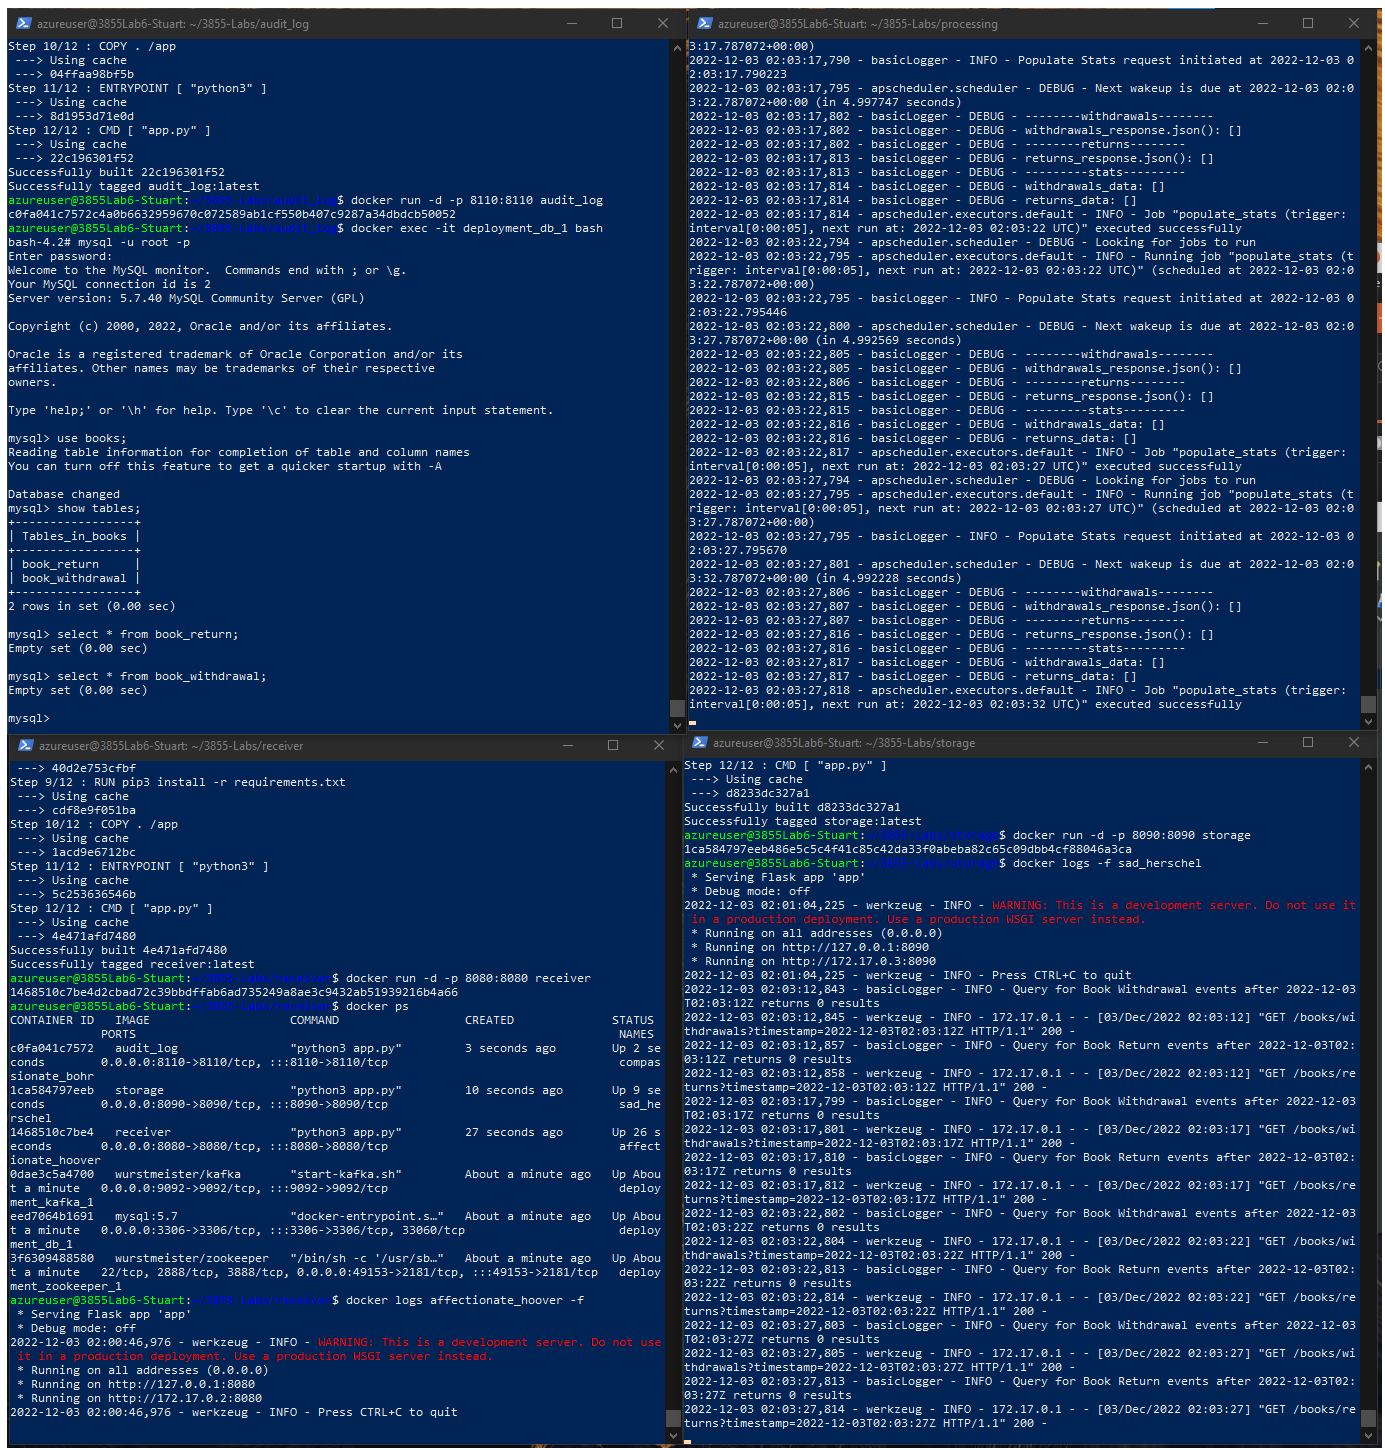 azureuser@3855Lab6-Stuart: ~/3855-Labs/audit_log
Step 10/12 : COPY . /app
 ---> Using cache
 ---> 04ffaa98bf5b
Step 11/12 : ENTRYPOINT [ "python3" ]
 ---> Using cache
 ---> 8d1953d71e0d
Step 12/12 : CMD [ "app.py" ]
 ---> Using cache
 ---> 22c196301f52
Successfully built 22c196301f52
Successfully tagged audit_log:latest
azureuser@3855Lab6-Stuart:~/3855-Labs/audit_log$ docker run -d -p 8110:8110 audit_log
c0fa041c7572c4a0b6632959670c072589ab1cf550b407c9287a34dbdcb50052
azureuser@3855Lab6-Stuart:~/3855-Labs/audit_log$ docker exec -it deployment_db_1 bash
bash-4.2# mysql -u root -p
Enter password:
Welcome to the MySQL monitor.  Commands end with ; or \g.
Your MySQL connection id is 2
Server version: 5.7.40 MySQL Community Server (GPL)
Copyright (c) 2000, 2022, Oracle and/or its affiliates.
Oracle is a registered trademark of Oracle Corporation and/or its
affiliates. Other names may be trademarks of their respective
owners.
Type 'help;' or '\h' for help. Type '\c' to clear the current input statement.
mysql> use books;
Reading table information for completion of table and column names
You can turn off this feature to get a quicker startup with -A
Database changed
mysql> show tables;
+-----------------+
| Tables_in_books |
+-----------------+
| book_return     |
| book_withdrawal |
+-----------------+
2 rows in set (0.00 sec)
mysql> select * from book_return;
Empty set (0.00 sec)
mysql> select * from book_withdrawal;
Empty set (0.00 sec)
mysql>
azureuser@3855Lab6-Stuart: ~/3855-Labs/processing
3:17.787072+00:00)
2022-12-03 02:03:17,790 - basicLogger - INFO - Populate Stats request initiated at 2022-12-03 0
2:03:17.790223
2022-12-03 02:03:17,795 - apscheduler.scheduler - DEBUG - Next wakeup is due at 2022-12-03 02:0
3:22.787072+00:00 (in 4.997747 seconds)
2022-12-03 02:03:17,802 - basicLogger - DEBUG - --------withdrawals--------
2022-12-03 02:03:17,802 - basicLogger - DEBUG - withdrawals_response.json(): []
2022-12-03 02:03:17,802 - basicLogger - DEBUG - --------returns--------
2022-12-03 02:03:17,813 - basicLogger - DEBUG - returns_response.json(): []
2022-12-03 02:03:17,813 - basicLogger - DEBUG - ---------stats---------
2022-12-03 02:03:17,814 - basicLogger - DEBUG - withdrawals_data: []
2022-12-03 02:03:17,814 - basicLogger - DEBUG - returns_data: []
2022-12-03 02:03:17,814 - apscheduler.executors.default - INFO - Job "populate_stats (trigger:
interval[0:00:05], next run at: 2022-12-03 02:03:22 UTC)" executed successfully
2022-12-03 02:03:22,794 - apscheduler.scheduler - DEBUG - Looking for jobs to run
2022-12-03 02:03:22,795 - apscheduler.executors.default - INFO - Running job "populate_stats (t
rigger: interval[0:00:05], next run at: 2022-12-03 02:03:22 UTC)" (scheduled at 2022-12-03 02:0
3:22.787072+00:00)
2022-12-03 02:03:22,795 - basicLogger - INFO - Populate Stats request initiated at 2022-12-03 0
2:03:22.795446
2022-12-03 02:03:22,800 - apscheduler.scheduler - DEBUG - Next wakeup is due at 2022-12-03 02:0
3:27.787072+00:00 (in 4.992569 seconds)
2022-12-03 02:03:22,805 - basicLogger - DEBUG - --------withdrawals--------
2022-12-03 02:03:22,805 - basicLogger - DEBUG - withdrawals_response.json(): []
2022-12-03 02:03:22,806 - basicLogger - DEBUG - --------returns--------
2022-12-03 02:03:22,815 - basicLogger - DEBUG - returns_response.json(): []
2022-12-03 02:03:22,815 - basicLogger - DEBUG - ---------stats---------
2022-12-03 02:03:22,816 - basicLogger - DEBUG - withdrawals_data: []
2022-12-03 02:03:22,816 - basicLogger - DEBUG - returns_data: []
2022-12-03 02:03:22,817 - apscheduler.executors.default - INFO - Job "populate_stats (trigger:
interval[0:00:05], next run at: 2022-12-03 02:03:27 UTC)" executed successfully
2022-12-03 02:03:27,794 - apscheduler.scheduler - DEBUG - Looking for jobs to run
2022-12-03 02:03:27,795 - apscheduler.executors.default - INFO - Running job "populate_stats (t
rigger: interval[0:00:05], next run at: 2022-12-03 02:03:27 UTC)" (scheduled at 2022-12-03 02:0
3:27.787072+00:00)
2022-12-03 02:03:27,795 - basicLogger - INFO - Populate Stats request initiated at 2022-12-03 0
2:03:27.795670
2022-12-03 02:03:27,801 - apscheduler.scheduler - DEBUG - Next wakeup is due at 2022-12-03 02:0
3:32.787072+00:00 (in 4.992228 seconds)
2022-12-03 02:03:27,806 - basicLogger - DEBUG - --------withdrawals--------
2022-12-03 02:03:27,807 - basicLogger - DEBUG - withdrawals_response.json(): []
2022-12-03 02:03:27,807 - basicLogger - DEBUG - --------returns--------
2022-12-03 02:03:27,816 - basicLogger - DEBUG - returns_response.json(): []
2022-12-03 02:03:27,816 - basicLogger - DEBUG - ---------stats---------
2022-12-03 02:03:27,817 - basicLogger - DEBUG - withdrawals_data: []
2022-12-03 02:03:27,817 - basicLogger - DEBUG - returns_data: []
2022-12-03 02:03:27,818 - apscheduler.executors.default - INFO - Job "populate_stats (trigger:
interval[0:00:05], next run at: 2022-12-03 02:03:32 UTC)" executed successfully
azureuser@3855Lab6-Stuart: ~/3855-Labs/receiver
 ---> 40d2e753cfbf
Step 9/12 : RUN pip3 install -r requirements.txt
 ---> Using cache
 ---> cdf8e9f051ba
Step 10/12 : COPY . /app
 ---> Using cache
 ---> 1acd9e6712bc
Step 11/12 : ENTRYPOINT [ "python3" ]
 ---> Using cache
 ---> 5c253636546b
Step 12/12 : CMD [ "app.py" ]
 ---> Using cache
 ---> 4e471afd7480
Successfully built 4e471afd7480
Successfully tagged receiver:latest
azureuser@3855Lab6-Stuart:~/3855-Labs/receiver$ docker run -d -p 8080:8080 receiver
1468510c7be4d2cbad72c39bbdffab6ad735249a8ae3c9432ab51939216b4a66
azureuser@3855Lab6-Stuart:~/3855-Labs/receiver$ docker ps
CONTAINER ID   IMAGE                    COMMAND                  CREATED              STATUS
             PORTS                                                                     NAMES
c0fa041c7572   audit_log                "python3 app.py"         3 seconds ago        Up 2 se
conds        0.0.0.0:8110->8110/tcp, :::8110->8110/tcp                                 compas
sionate_bohr
1ca584797eeb   storage                  "python3 app.py"         10 seconds ago       Up 9 se
conds        0.0.0.0:8090->8090/tcp, :::8090->8090/tcp                                 sad_he
rschel
1468510c7be4   receiver                 "python3 app.py"         27 seconds ago       Up 26 s
econds       0.0.0.0:8080->8080/tcp, :::8080->8080/tcp                                 affect
ionate_hoover
0dae3c5a4700   wurstmeister/kafka       "start-kafka.sh"         About a minute ago   Up Abou
t a minute   0.0.0.0:9092->9092/tcp, :::9092->9092/tcp                                 deploy
ment_kafka_1
eed7064b1691   mysql:5.7                "docker-entrypoint.s…"   About a minute ago   Up Abou
t a minute   0.0.0.0:3306->3306/tcp, :::3306->3306/tcp, 33060/tcp                      deploy
ment_db_1
3f6309488580   wurstmeister/zookeeper   "/bin/sh -c '/usr/sb…"   About a minute ago   Up Abou
t a minute   22/tcp, 2888/tcp, 3888/tcp, 0.0.0.0:49153->2181/tcp, :::49153->2181/tcp   deploy
ment_zookeeper_1
azureuser@3855Lab6-Stuart:~/3855-Labs/receiver$ docker logs affectionate_hoover -f
 * Serving Flask app 'app'
 * Debug mode: off
2022-12-03 02:00:46,976 - werkzeug - INFO - WARNING: This is a development server. Do not use
 it in a production deployment. Use a production WSGI server instead.
 * Running on all addresses (0.0.0.0)
 * Running on http://127.0.0.1:8080
 * Running on http://172.17.0.2:8080
2022-12-03 02:00:46,976 - werkzeug - INFO - Press CTRL+C to quit
azureuser@3855Lab6-Stuart: ~/3855-Labs/storage
Step 12/12 : CMD [ "app.py" ]
 ---> Using cache
 ---> d8233dc327a1
Successfully built d8233dc327a1
Successfully tagged storage:latest
azureuser@3855Lab6-Stuart:~/3855-Labs/storage$ docker run -d -p 8090:8090 storage
1ca584797eeb486e5c5c4f41c85c42da33f0abeba82c65c09dbb4cf88046a3ca
azureuser@3855Lab6-Stuart:~/3855-Labs/storage$ docker logs -f sad_herschel
 * Serving Flask app 'app'
 * Debug mode: off
2022-12-03 02:01:04,225 - werkzeug - INFO - WARNING: This is a development server. Do not use it
 in a production deployment. Use a production WSGI server instead.
 * Running on all addresses (0.0.0.0)
 * Running on http://127.0.0.1:8090
 * Running on http://172.17.0.3:8090
2022-12-03 02:01:04,225 - werkzeug - INFO - Press CTRL+C to quit
2022-12-03 02:03:12,843 - basicLogger - INFO - Query for Book Withdrawal events after 2022-12-03
T02:03:12Z returns 0 results
2022-12-03 02:03:12,845 - werkzeug - INFO - 172.17.0.1 - - [03/Dec/2022 02:03:12] "GET /books/wi
thdrawals?timestamp=2022-12-03T02:03:12Z HTTP/1.1" 200 -
2022-12-03 02:03:12,857 - basicLogger - INFO - Query for Book Return events after 2022-12-03T02:
03:12Z returns 0 results
2022-12-03 02:03:12,858 - werkzeug - INFO - 172.17.0.1 - - [03/Dec/2022 02:03:12] "GET /books/re
turns?timestamp=2022-12-03T02:03:12Z HTTP/1.1" 200 -
2022-12-03 02:03:17,799 - basicLogger - INFO - Query for Book Withdrawal events after 2022-12-03
T02:03:17Z returns 0 results
2022-12-03 02:03:17,801 - werkzeug - INFO - 172.17.0.1 - - [03/Dec/2022 02:03:17] "GET /books/wi
thdrawals?timestamp=2022-12-03T02:03:17Z HTTP/1.1" 200 -
2022-12-03 02:03:17,810 - basicLogger - INFO - Query for Book Return events after 2022-12-03T02:
03:17Z returns 0 results
2022-12-03 02:03:17,812 - werkzeug - INFO - 172.17.0.1 - - [03/Dec/2022 02:03:17] "GET /books/re
turns?timestamp=2022-12-03T02:03:17Z HTTP/1.1" 200 -
2022-12-03 02:03:22,802 - basicLogger - INFO - Query for Book Withdrawal events after 2022-12-03
T02:03:22Z returns 0 results
2022-12-03 02:03:22,804 - werkzeug - INFO - 172.17.0.1 - - [03/Dec/2022 02:03:22] "GET /books/wi
thdrawals?timestamp=2022-12-03T02:03:22Z HTTP/1.1" 200 -
2022-12-03 02:03:22,813 - basicLogger - INFO - Query for Book Return events after 2022-12-03T02:
03:22Z returns 0 results
2022-12-03 02:03:22,814 - werkzeug - INFO - 172.17.0.1 - - [03/Dec/2022 02:03:22] "GET /books/re
turns?timestamp=2022-12-03T02:03:22Z HTTP/1.1" 200 -
2022-12-03 02:03:27,803 - basicLogger - INFO - Query for Book Withdrawal events after 2022-12-03
T02:03:27Z returns 0 results
2022-12-03 02:03:27,805 - werkzeug - INFO - 172.17.0.1 - - [03/Dec/2022 02:03:27] "GET /books/wi
thdrawals?timestamp=2022-12-03T02:03:27Z HTTP/1.1" 200 -
2022-12-03 02:03:27,813 - basicLogger - INFO - Query for Book Return events after 2022-12-03T02:
03:27Z returns 0 results
2022-12-03 02:03:27,814 - werkzeug - INFO - 172.17.0.1 - - [03/Dec/2022 02:03:27] "GET /books/re
turns?timestamp=2022-12-03T02:03:27Z HTTP/1.1" 200 -